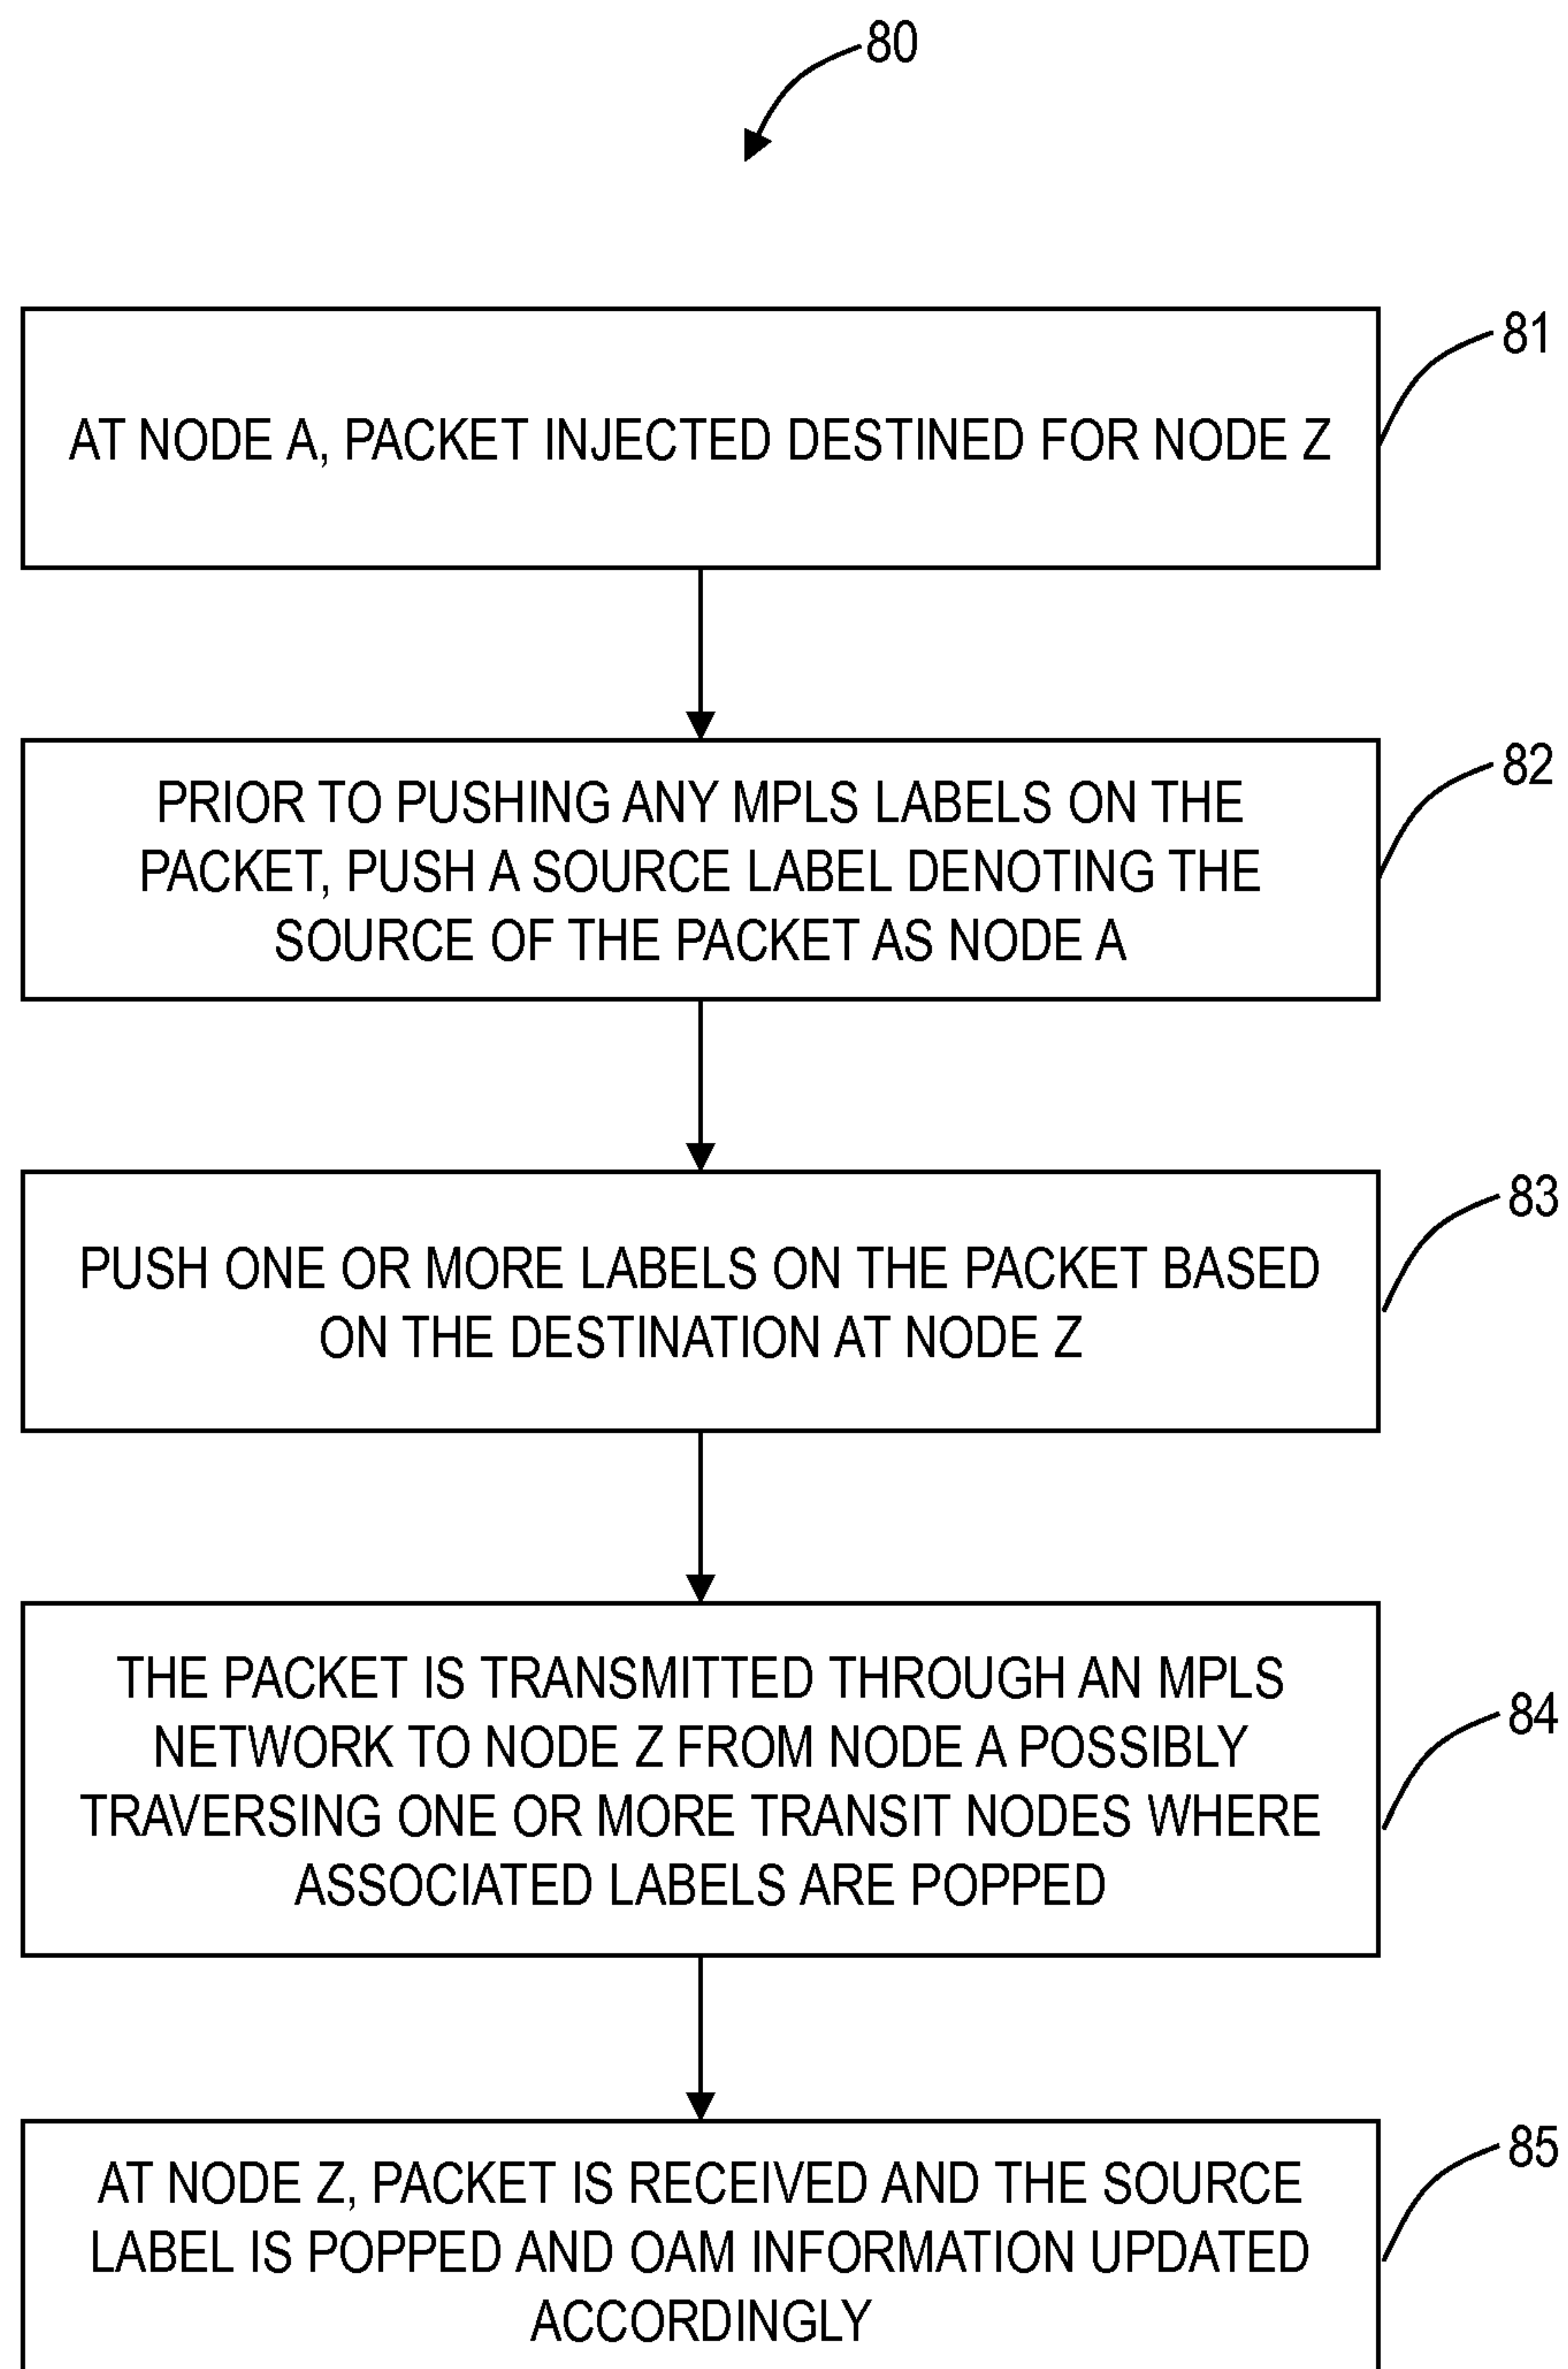 80
AT NODE A, PACKET INJECTED DESTINED FOR NODE Z
81
PRIOR TO PUSHING ANY MPLS LABELS ON THE
PACKET, PUSH A SOURCE LABEL DENOTING THE
SOURCE OF THE PACKET AS NODE A
82
PUSH ONE OR MORE LABELS ON THE PACKET BASED
ON THE DESTINATION AT NODE Z
83
THE PACKET IS TRANSMITTED THROUGH AN MPLS
NETWORK TO NODE Z FROM NODE A POSSIBLY
TRAVERSING ONE OR MORE TRANSIT NODES WHERE
ASSOCIATED LABELS ARE POPPED
84
AT NODE Z, PACKET IS RECEIVED AND THE SOURCE
LABEL IS POPPED AND OAM INFORMATION UPDATED
ACCORDINGLY
85